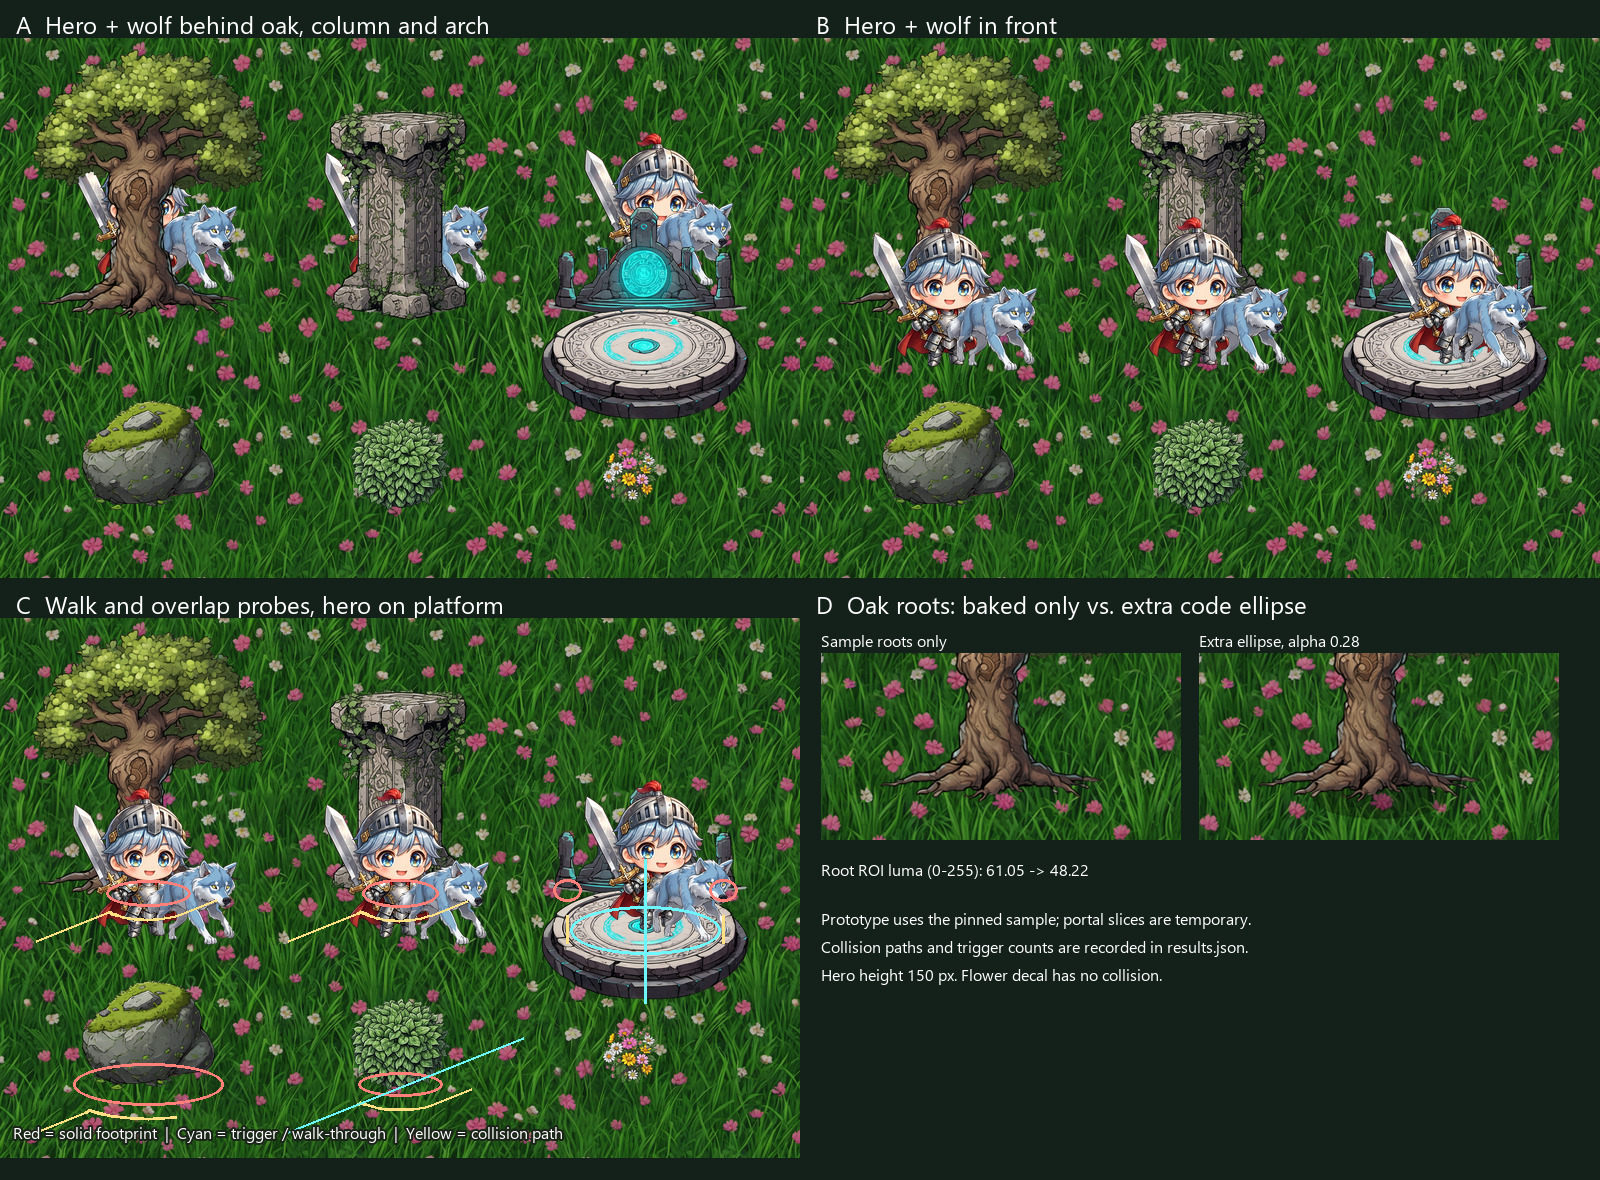 A Hero + wolf behind oak, column and arch
B Hero + wolf in front
C Walk and overlap probes, hero on platform
D Oak roots: baked only vs. extra code ellipse
Sample roots only
Extra ellipse, alpha 0.28
Root ROI luma (0-255): 61.05 -> 48.22
Prototype uses the pinned sample; portal slices are temporary.
Collision paths and trigger counts are recorded in results.json.
Hero height 150 px. Flower decal has no collision.
Red = solid footprint | Cyan = trigger / walk-through | Yellow = collision path